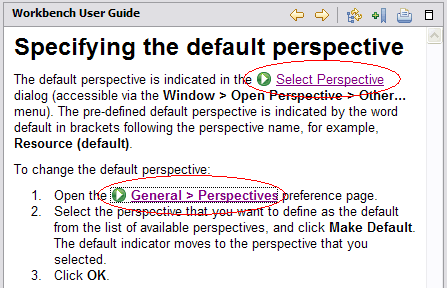 Workbench User Guide
Specifying the default perspective
The default perspective is indicated in the Select Perspective
dialog (accessible via the Window > Open Perspective > Other...
menu). The pre-defined default perspective is indicated by the word
default in brackets following the perspective name, for example,
Resource (default).
To change the default perspective:
1. Open the General > Perspectives preference page.
2. Select the perspective that you want to define as the default
from the list of available perspectives, and click Make Default.
The default indicator moves to the perspective that you
selected.
3. Click OK.